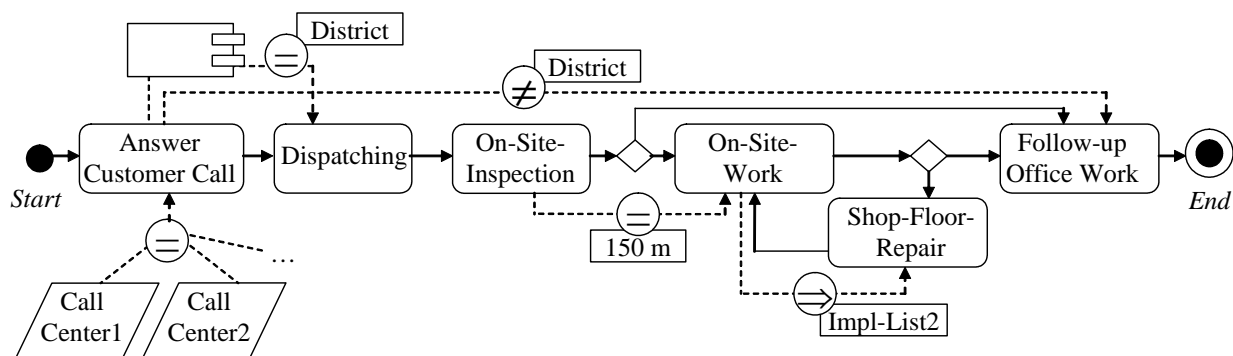 District
District
=
≠
Answer
Customer Call
Dispatching
On-Site-
Inspection
On-Site-
Work
Follow-up
Office Work
Start
End
Shop-Floor-
Repair
=
=
150 m
...
⇒
Impl-List2
Call
Center1
Call
Center2